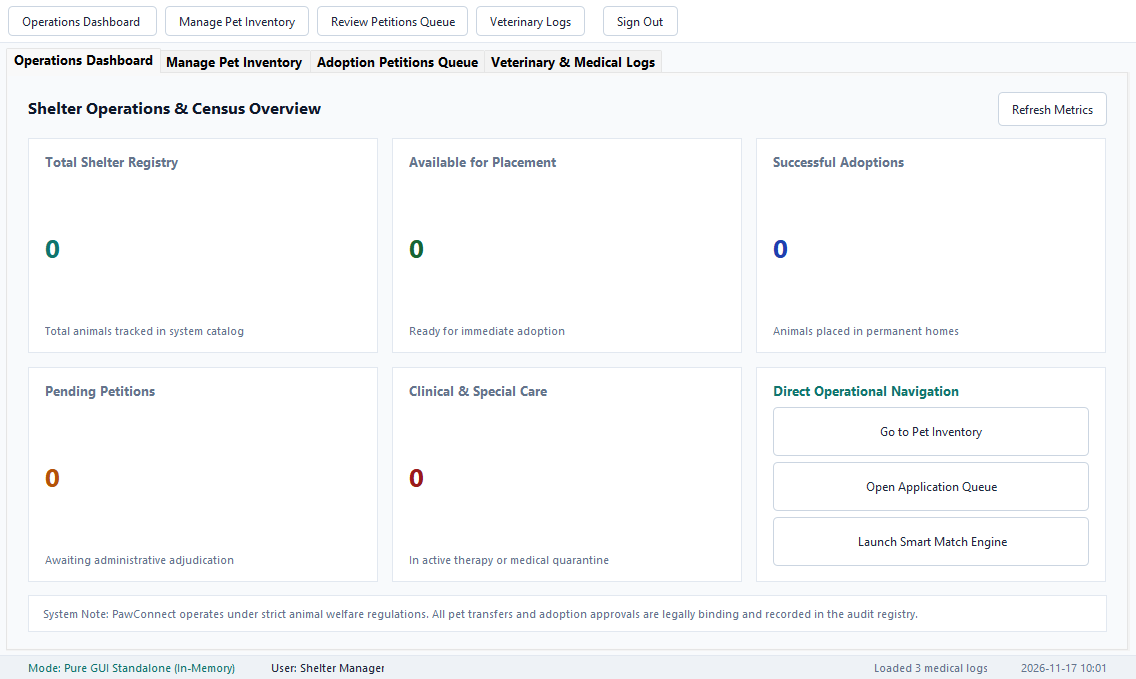 Operations Dashboard Manage Pet Inventory Review Petitions Queue Veterinary Logs Sign Out
Operations Dashboard Manage Pet Inventory Adoption Petitions Queue Veterinary & Medical Logs
Shelter Operations & Census Overview Refresh Metrics
Total Shelter Registry
0
Total animals tracked in system catalog
Available for Placement
0
Ready for immediate adoption
Successful Adoptions
0
Animals placed in permanent homes
Pending Petitions
0
Awaiting administrative adjudication
Clinical & Special Care
0
In active therapy or medical quarantine
Direct Operational Navigation
Go to Pet Inventory
Open Application Queue
Launch Smart Match Engine
System Note: PawConnect operates under strict animal welfare regulations. All pet transfers and adoption approvals are legally binding and recorded in the audit registry.
Mode: Pure GUI Standalone (In-Memory) User: Shelter Manager Loaded 3 medical logs 2026-11-17 10:01